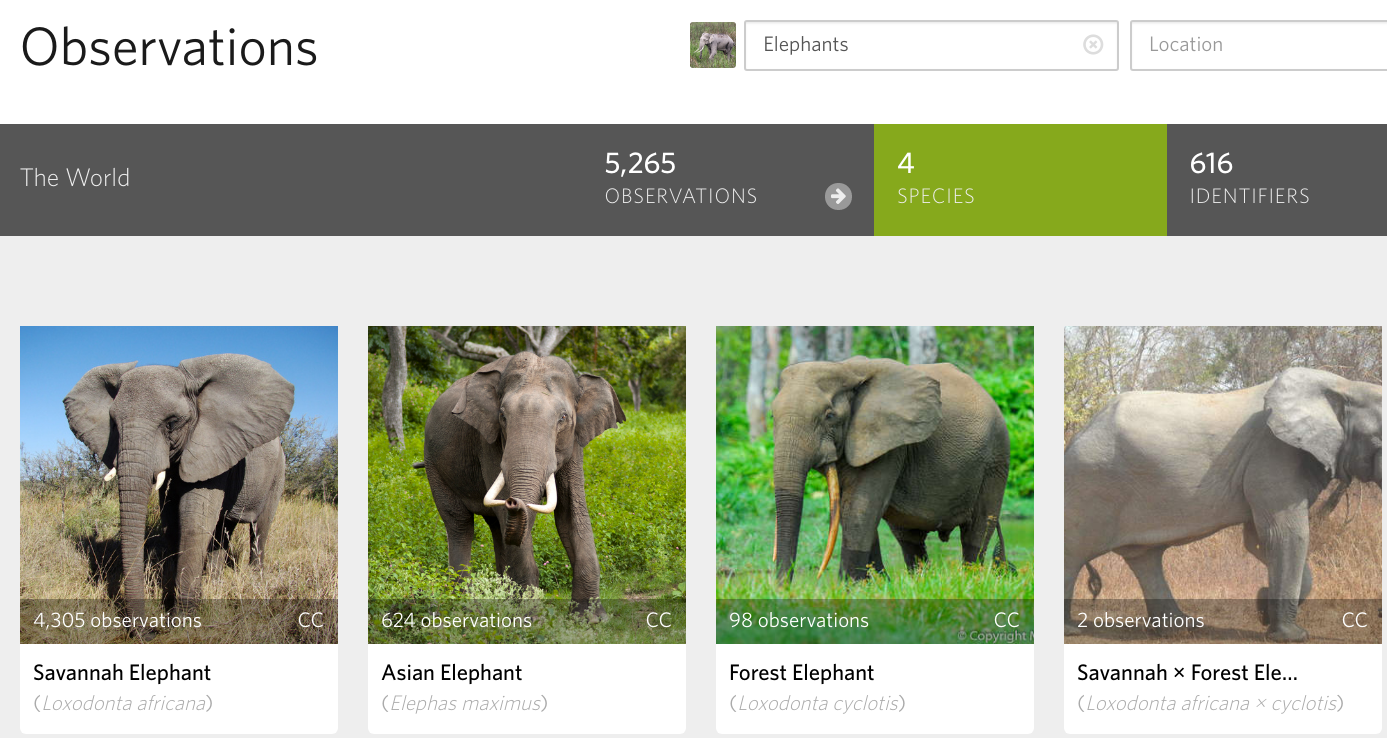 Observations
Elephants
Location
The World
5,265
OBSERVATIONS
4
SPECIES
616
IDENTIFIERS
4,305 observations CC
624 observations CC
98 observations CC
© Copyright
2 observations CC
Savannah Elephant
(Loxodonta africana)
Asian Elephant
(Elephas maximus)
Forest Elephant
(Loxodonta cyclotis)
Savannah × Forest Ele...
(Loxodonta africana × cyclotis)